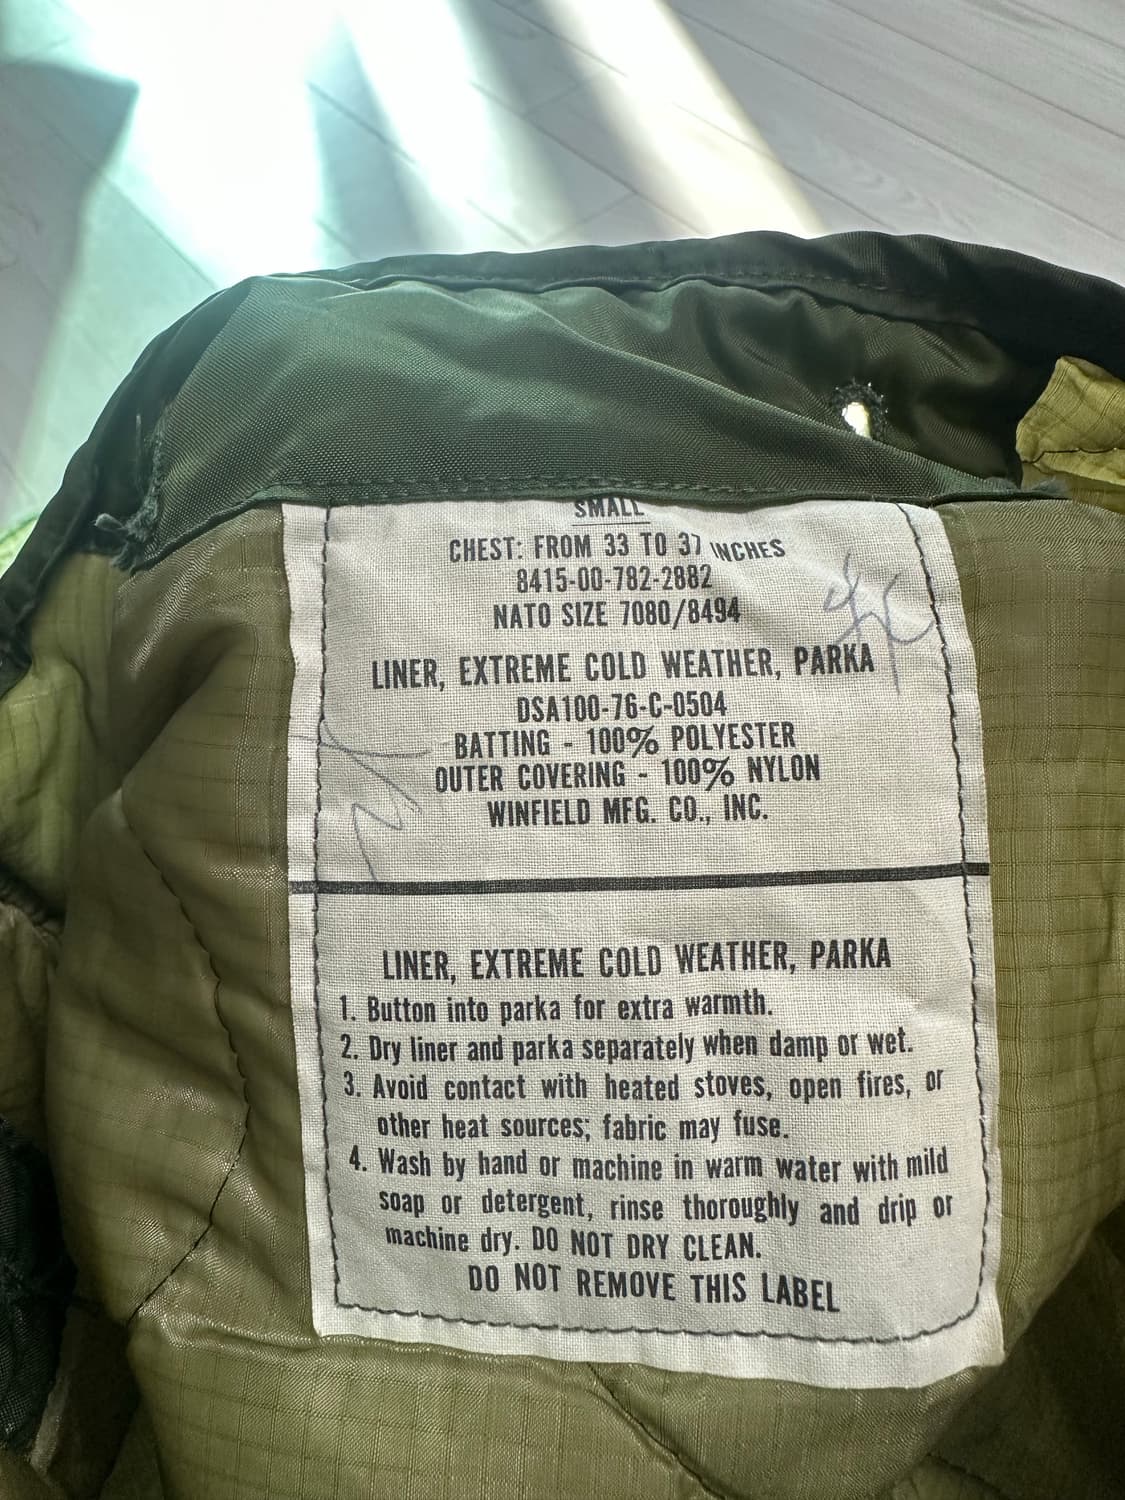 SMALL
CHEST: FROM 33 TO 37 INCHES
8415-00-782-2882
NATO SIZE 7080/8494
LINER, EXTREME COLD WEATHER, PARKA
DSA100-76-C-0504
BATTING - 100% POLYESTER
OUTER COVERING - 100% NYLON
WINFIELD MFG. CO., INC.
LINER, EXTREME COLD WEATHER, PARKA
1. Button into parka for extra warmth.
2. Dry liner and parka separately when damp or wet.
3. Avoid contact with heated stoves, open fires, or
other heat sources; fabric may fuse.
4. Wash by hand or machine in warm water with mild
soap or detergent, rinse thoroughly and drip or
machine dry. DO NOT DRY CLEAN.
DO NOT REMOVE THIS LABEL